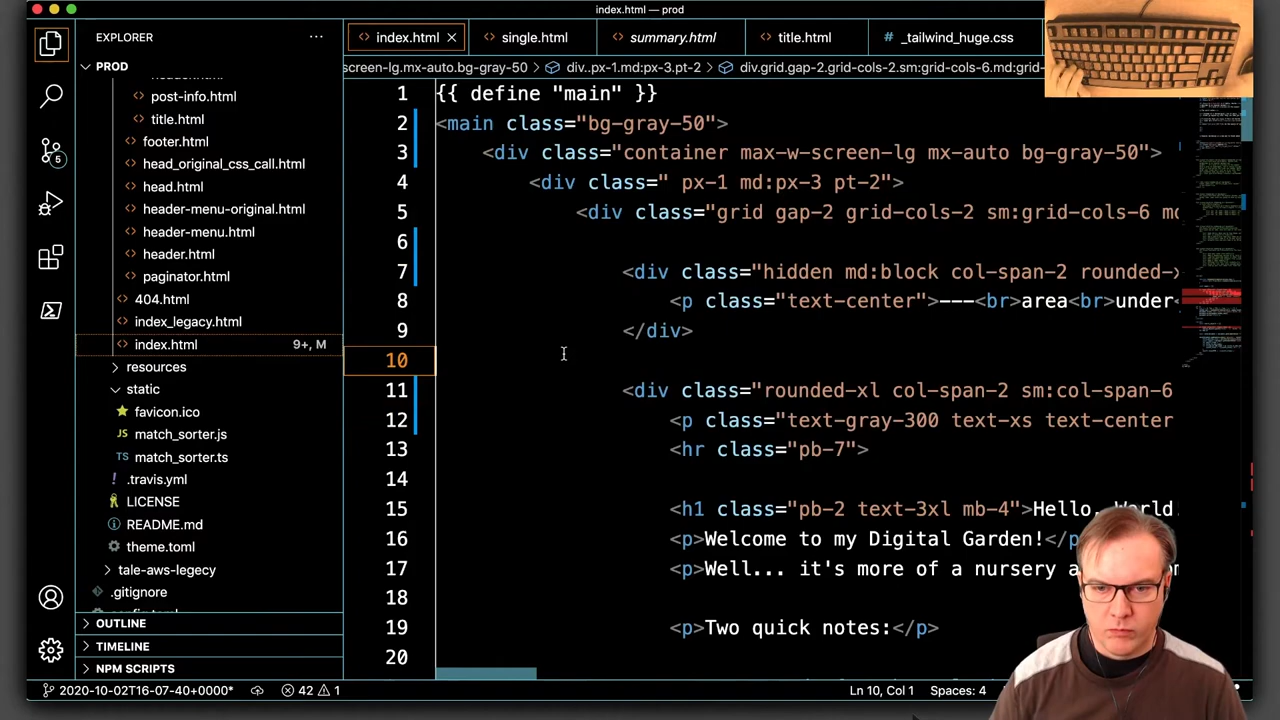 index.html — prod
EXPLORER
index.html
single.html
summary.html
title.html
_tailwind_huge.css
PROD
screen-lg.mx-auto.bg-gray-50 > div..px-1.md:px-3.pt-2 > div.grid.gap-2.grid-cols-2.sm:grid-cols-6.md:grid-
post-info.html
title.html
footer.html
head_original_css_call.html
head.html
header-menu-original.html
header-menu.html
header.html
paginator.html
404.html
index_legacy.html
index.html 9+, M
resources
static
favicon.ico
match_sorter.js
match_sorter.ts
.travis.yml
LICENSE
README.md
theme.toml
tale-aws-legacy
.gitignore
OUTLINE
TIMELINE
NPM SCRIPTS
1 {{ define "main" }}
2 <main class="bg-gray-50">
3 <div class="container max-w-screen-lg mx-auto bg-gray-50">
4 <div class=" px-1 md:px-3 pt-2">
5 <div class="grid gap-2 grid-cols-2 sm:grid-cols-6
6
7 <div class="hidden md:block col-span-2 rounded-
8 <p class="text-center">---<br>area<br>under
9 </div>
10
11 <div class="rounded-xl col-span-2 sm:col-span-6
12 <p class="text-gray-300 text-xs text-center
13 <hr class="pb-7">
14
15 <h1 class="pb-2 text-3xl mb-4">Hello, World!
16 <p>Welcome to my Digital Garden!</p
17 <p>Well... it's more of a nursery
18
19 <p>Two quick notes:</p>
20
5
2020-10-02T16-07-40+0000* 42 1
Ln 10, Col 1 Spaces: 4